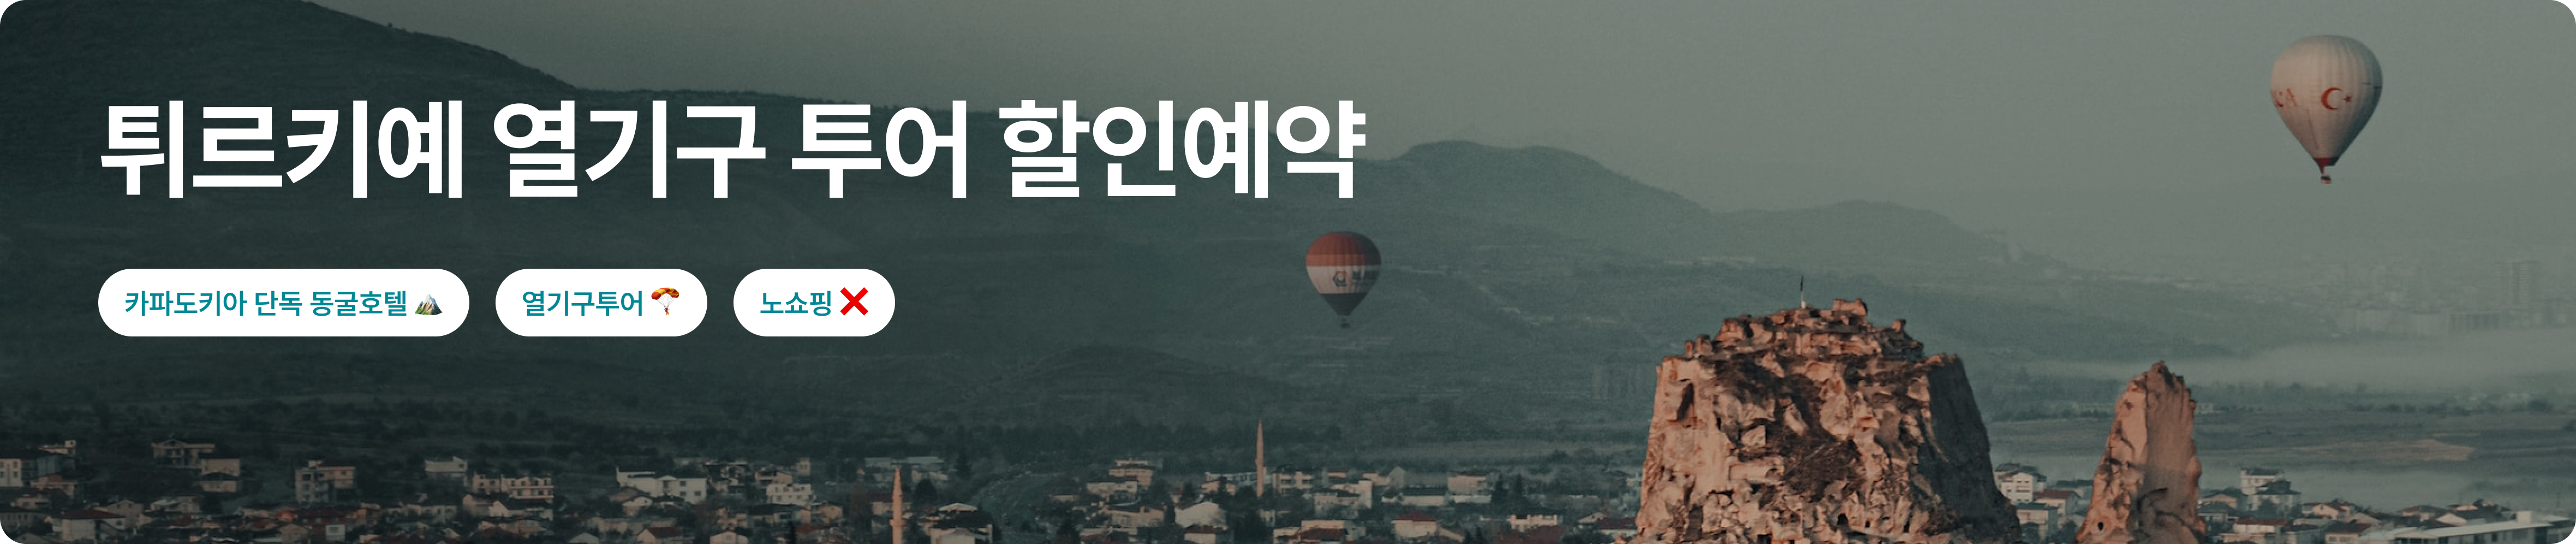 튀르키예 열기구 투어 할인예약
카파도키아 단독 동굴호텔 🏔️ 열기구투어 🪂 노쇼핑 ❌